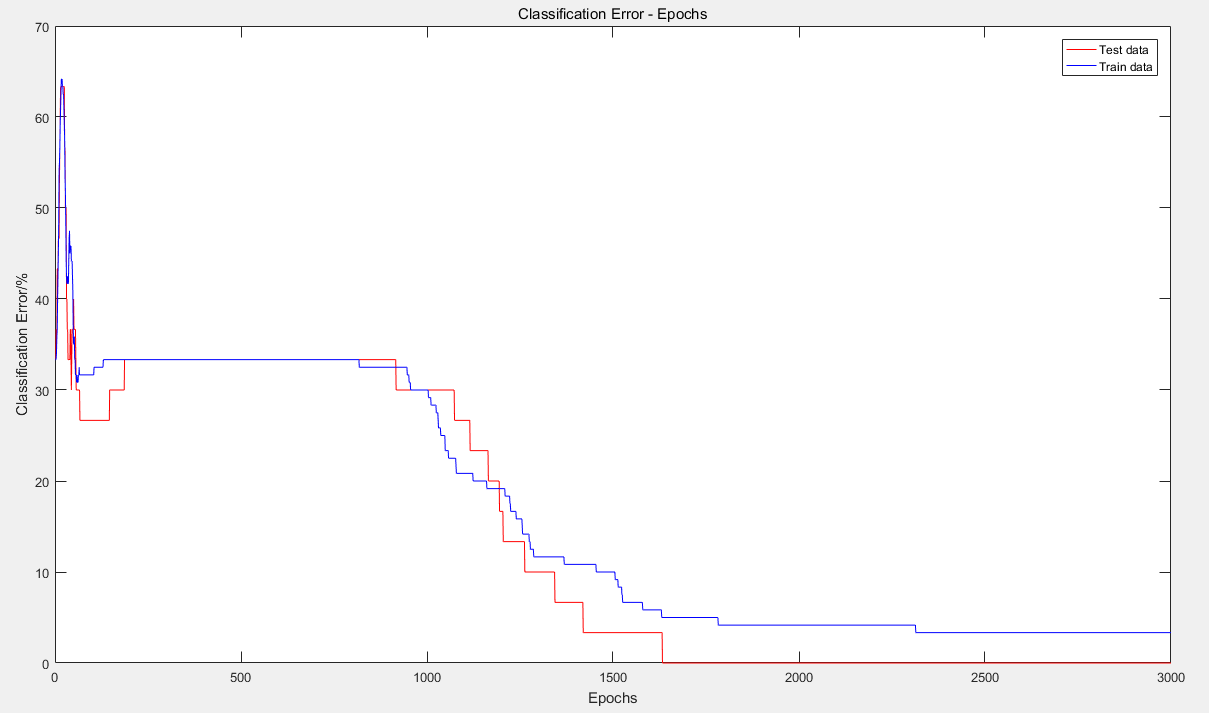 Classification Error - Epochs
70
60
50
40
30
20
10
0
Classification Error/%
Test data
Train data
0 500 1000 1500 2000 2500 3000
Epochs